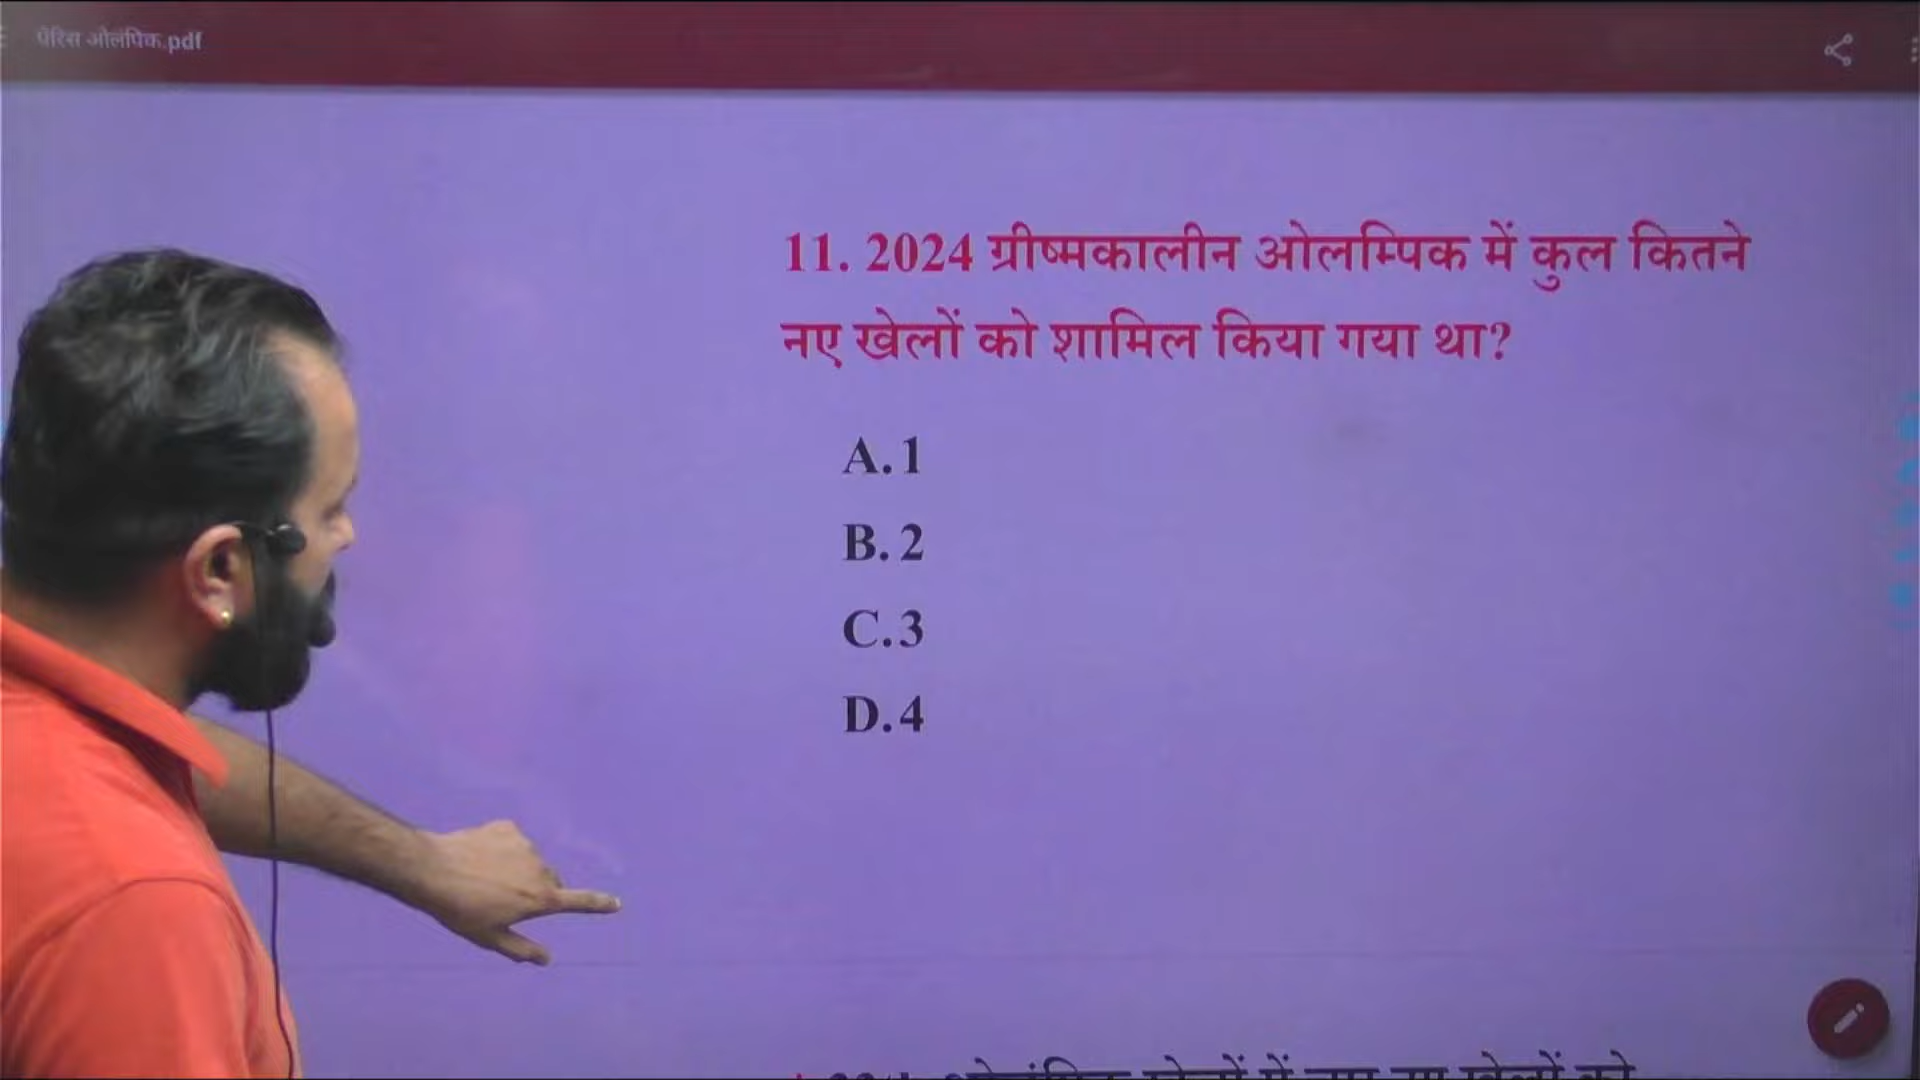 पेरिस ओलंपिक.pdf
11. 2024 ग्रीष्मकालीन ओलम्पिक में कुल कितने
नए खेलों को शामिल किया गया था?
A. 1
B. 2
C. 3
D. 4